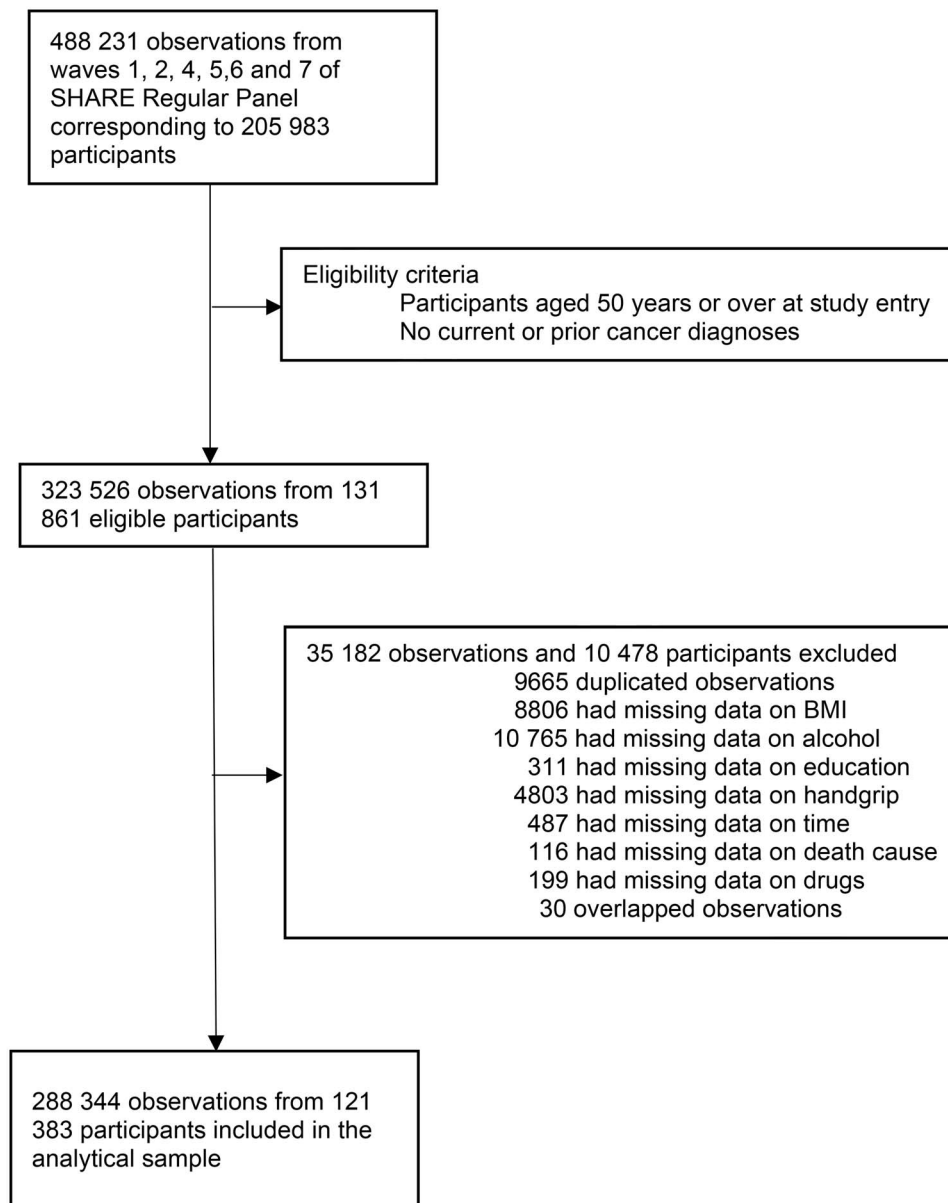 488 231 observations from
waves 1, 2, 4, 5,6 and 7 of
SHARE Regular Panel
corresponding to 205 983
participants
Eligibility criteria
Participants aged 50 years or over at study entry
No current or prior cancer diagnoses
323 526 observations from 131
861 eligible participants
35 182 observations and 10 478 participants excluded
9665 duplicated observations
8806 had missing data on BMI
10 765 had missing data on alcohol
311 had missing data on education
4803 had missing data on handgrip
487 had missing data on time
116 had missing data on death cause
199 had missing data on drugs
30 overlapped observations
288 344 observations from 121
383 participants included in the
analytical sample